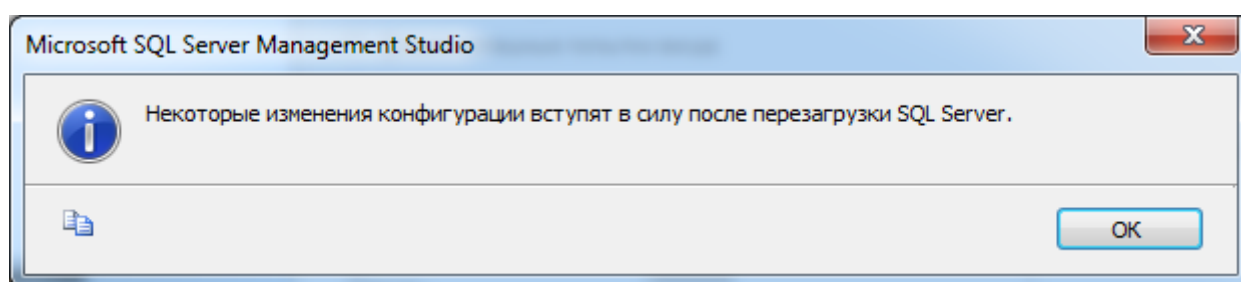 Microsoft SQL Server Management Studio
Некоторые изменения конфигурации вступят в силу после перезагрузки SQL Server.
OK